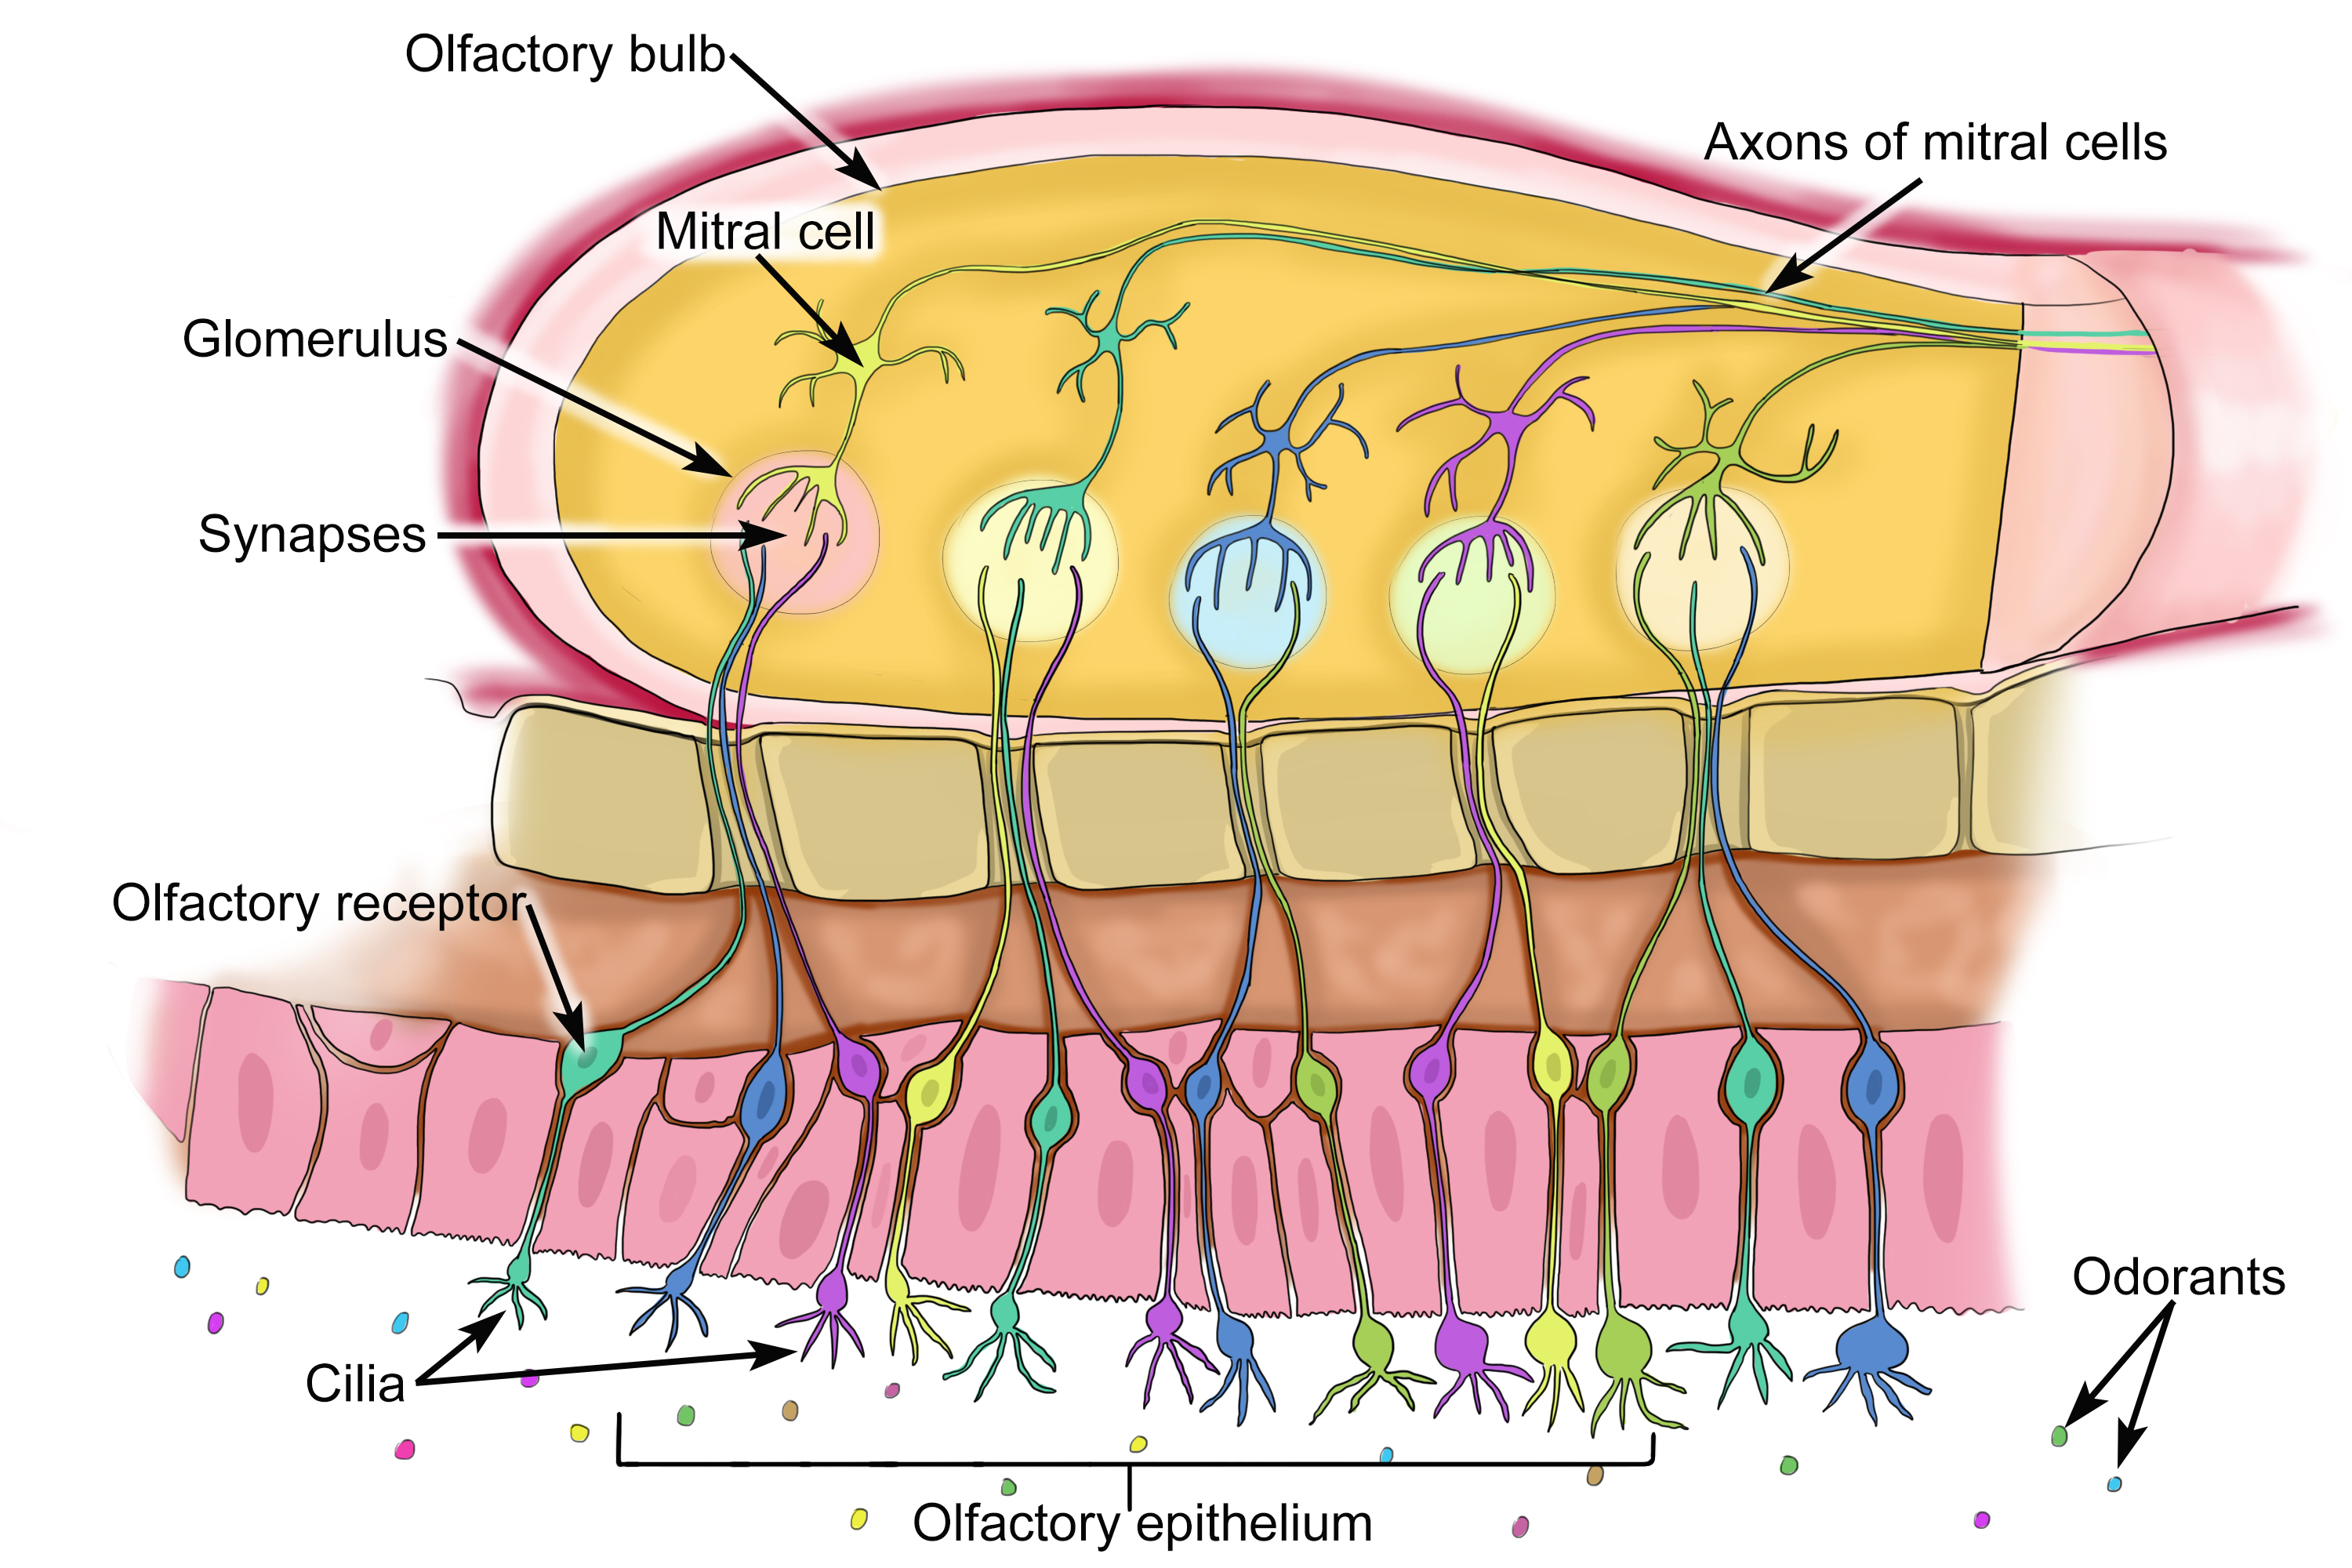 Olfactory bulb
Axons of mitral cells
Mitral cell
Glomerulus
Synapses
Olfactory receptor
Odorants
Cilia
Olfactory epithelium